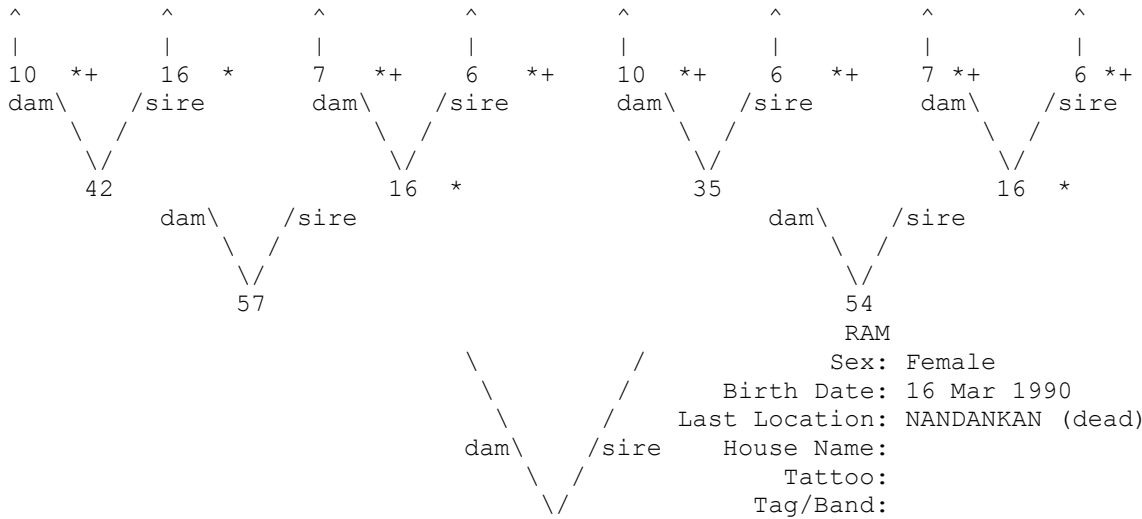 ^ ^ ^ ^ ^ ^ ^ ^
| | | | | | | |
10 *+ 16 * 7 *+ 6 *+ 10 *+ 6 *+ 7 *+ 6 *+
dam\ /sire dam\ /sire dam\ /sire dam\ /sire
\ / \ / \ / \ /
\/ \/ \/ \/
42 16 * 35 16 *
dam\ /sire dam\ /sire
\ / \ /
\/ \/
57 54
RAM
\ / Sex: Female
\ / Birth Date: 16 Mar 1990
\ / Last Location: NANDANKAN (dead)
dam\ /sire House Name:
\ / Tattoo:
\/ Tag/Band: